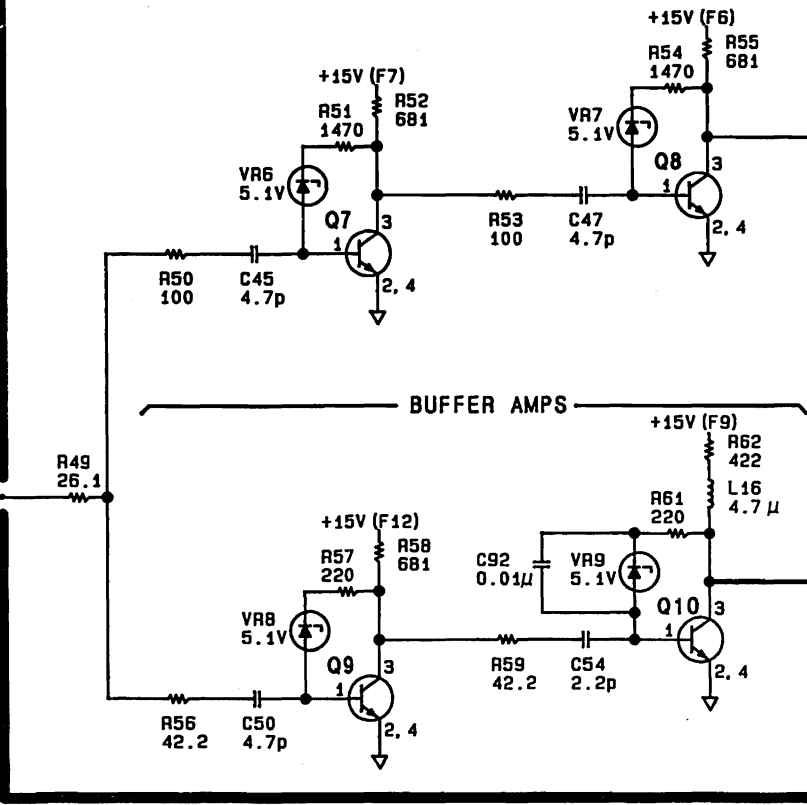 +15V (F6)
R54
1470
R55
681
+15V (F7)
R51
1470
R52
681
VR7
5.1V
Q8
3
1
VR6
5.1V
Q7
3
1
R53
100
C47
4.7p
2, 4
R50
100
C45
4.7p
2, 4
BUFFER AMPS
+15V (F9)
R62
422
R49
26.1
L16
4.7 μ
R61
220
+15V (F12)
R57
220
R58
681
C92
0.01μ
VR9
5.1V
Q10
3
1
VR8
5.1V
Q9
3
1
R59
42.2
C54
2.2p
2, 4
R56
42.2
C50
4.7p
2, 4